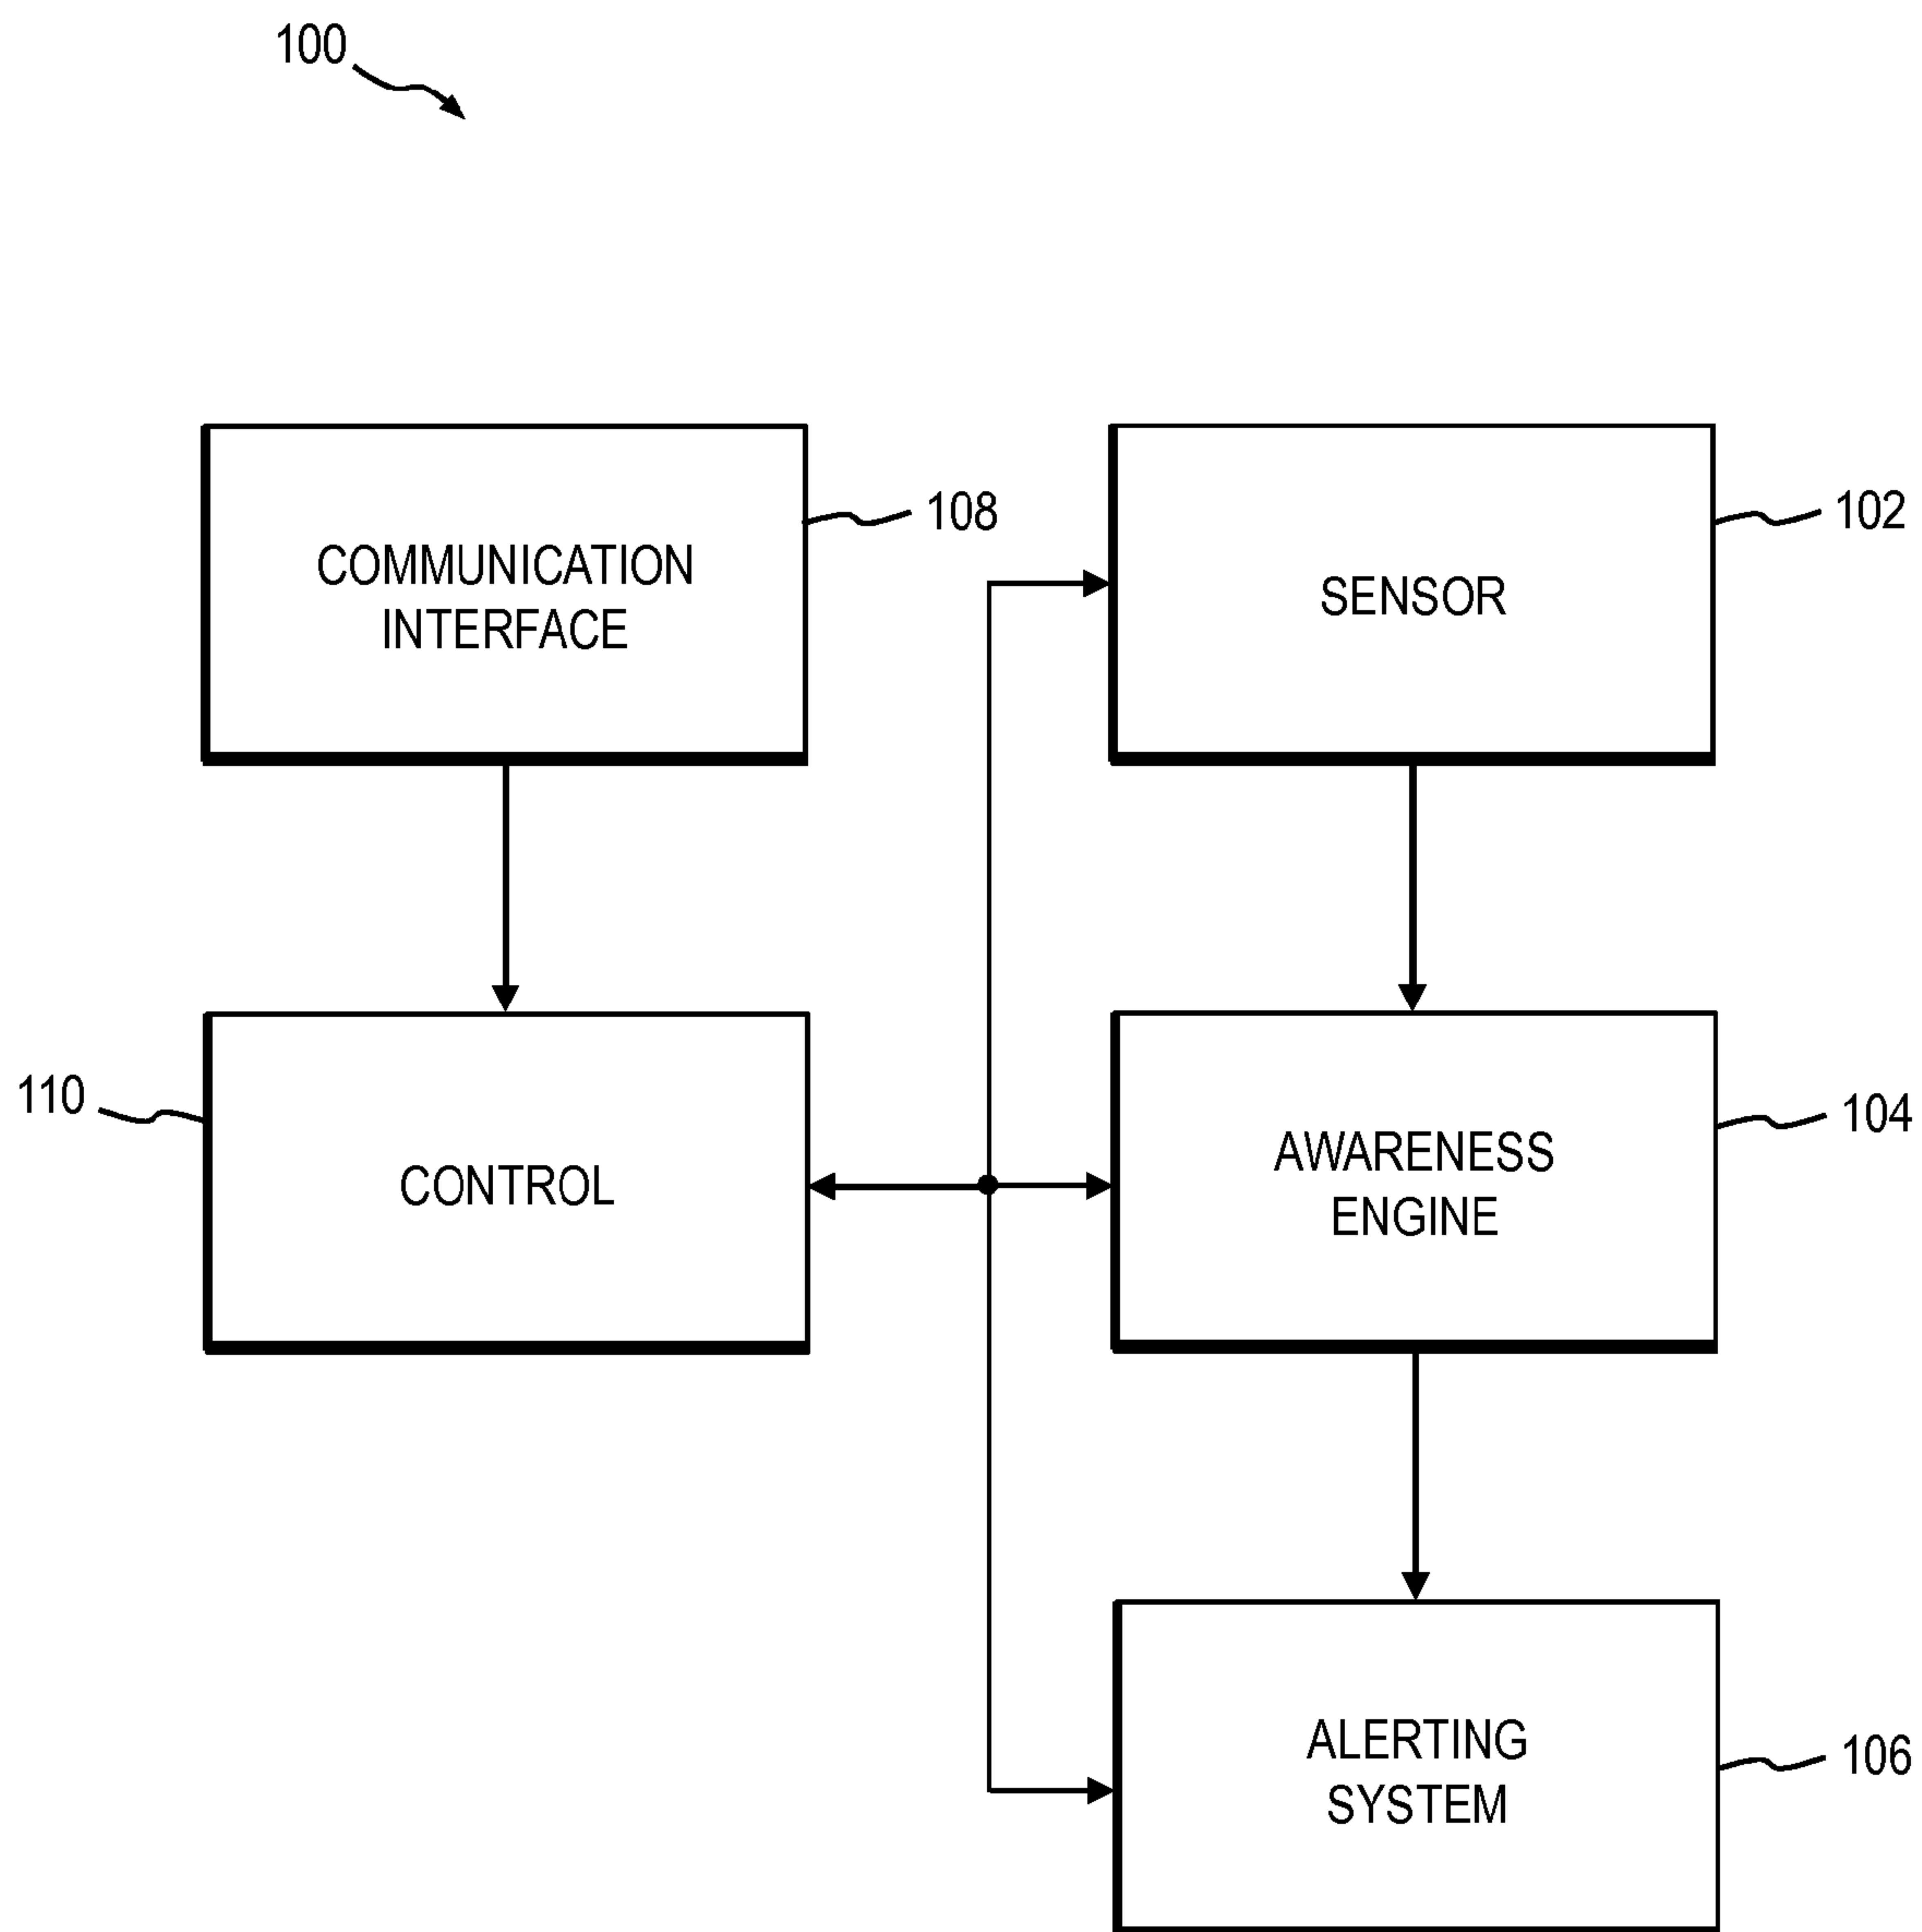 100
COMMUNICATION
INTERFACE
108
SENSOR
102
110
CONTROL
AWARENESS
ENGINE
104
ALERTING
SYSTEM
106